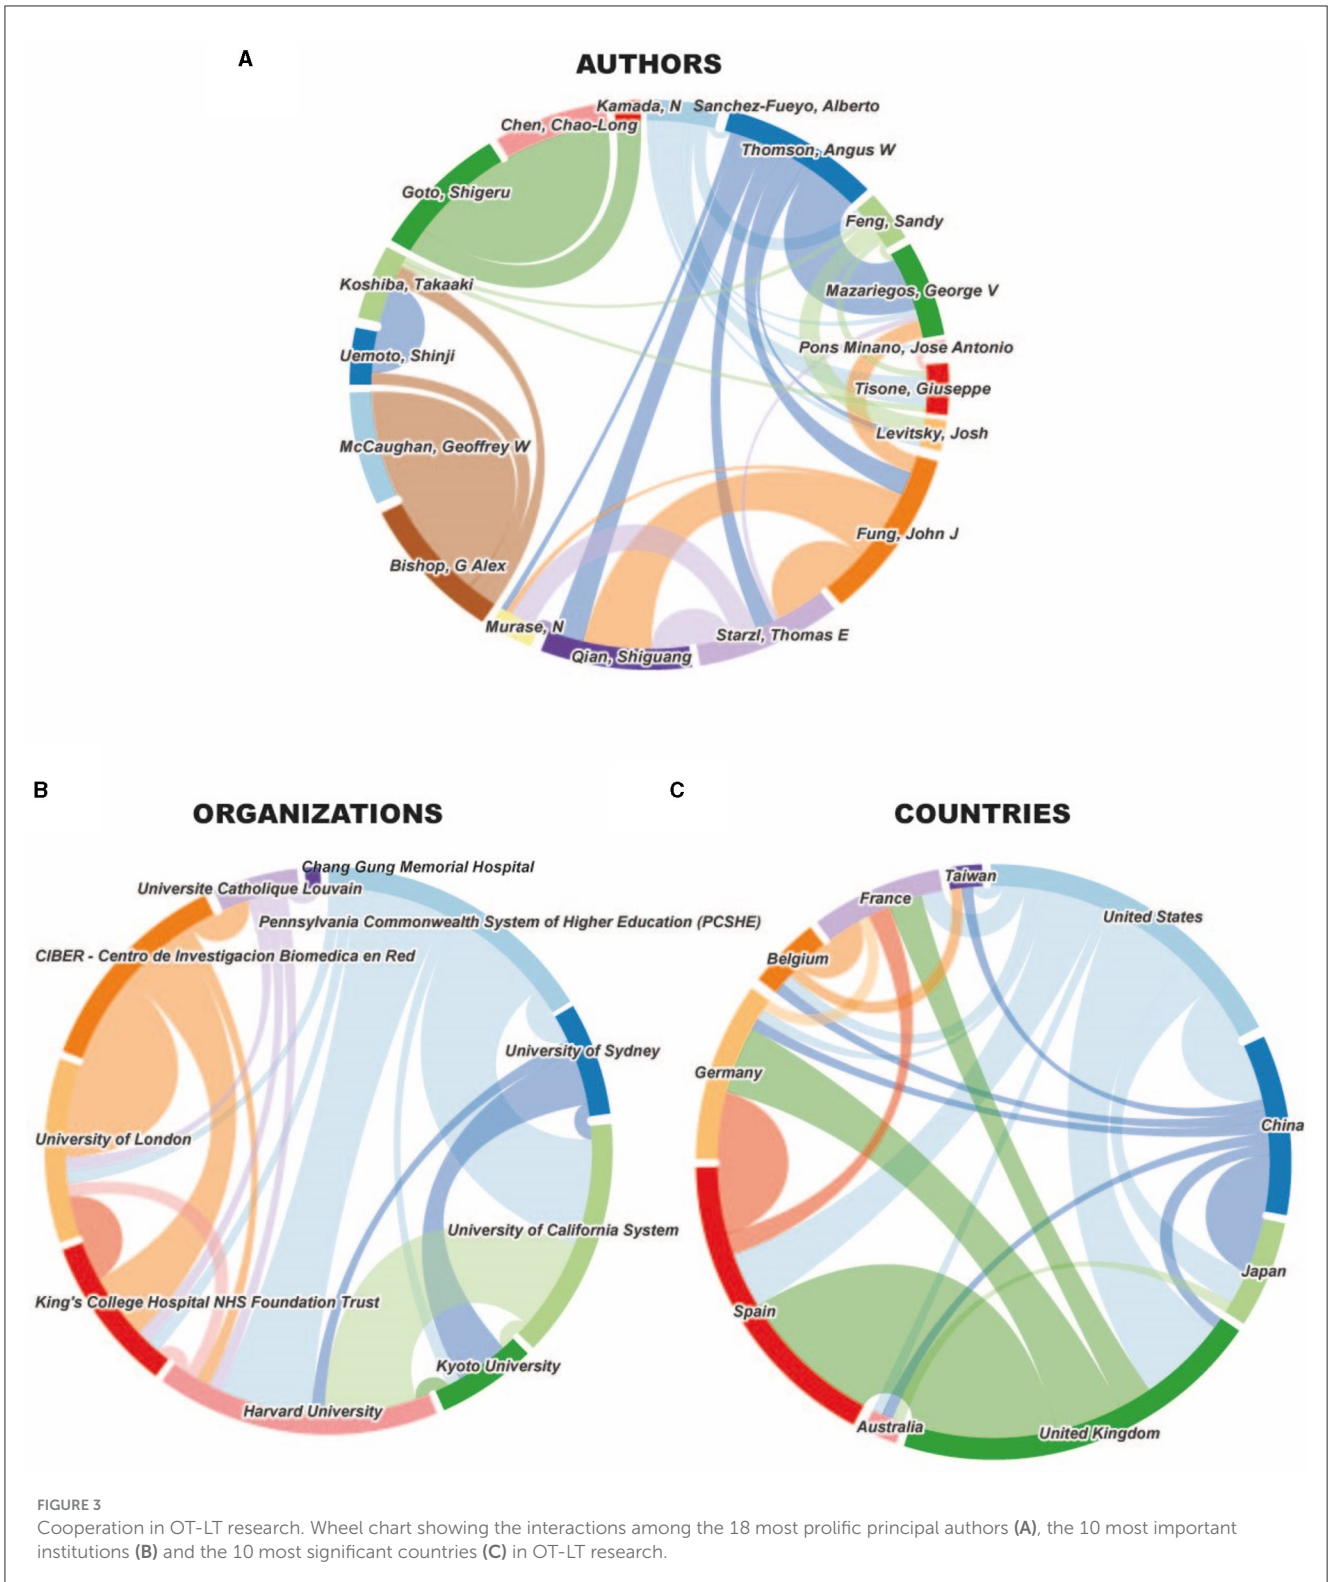 A
AUTHORS
Kamada, N
Sanchez-Fueyo, Alberto
Chen, Chao-Long
Thomson, Angus W
Goto, Shigeru
Feng, Sandy
Koshiba, Takaaki
Mazariegos, George V
Uemoto, Shinji
Pons Minano, Jose Antonio
Tisone, Giuseppe
McCaughan, Geoffrey W
Levitsky, Josh
Bishop, G Alex
Fung, John J
Murase, N
Qian, Shiguang
Starzl, Thomas E
B
ORGANIZATIONS
Chang Gung Memorial Hospital
Universite Catholique Louvain
Pennsylvania Commonwealth System of Higher Education (PCSHE)
CIBER - Centro de Investigacion Biomedica en Red
University of Sydney
University of London
University of California System
King's College Hospital NHS Foundation Trust
Kyoto University
Harvard University
C
COUNTRIES
Taiwan
France
United States
Belgium
Germany
China
Japan
Spain
Australia
United Kingdom
FIGURE 3
Cooperation in OT-LT research. Wheel chart showing the interactions among the 18 most prolific principal authors (A), the 10 most important
institutions (B) and the 10 most significant countries (C) in OT-LT research.